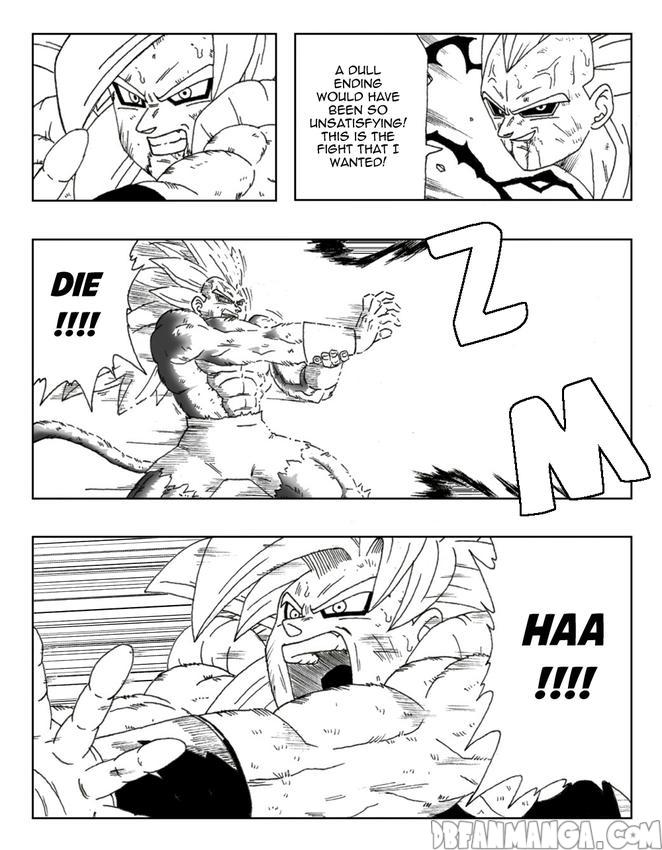 A DULL
ENDING
WOULD HAVE
BEEN SO
UNSATISFYING!
THIS IS THE
FIGHT THAT I
WANTED!
DIE
!!!!
Z
M
HAA
!!!!
DBFANMANGA.COM